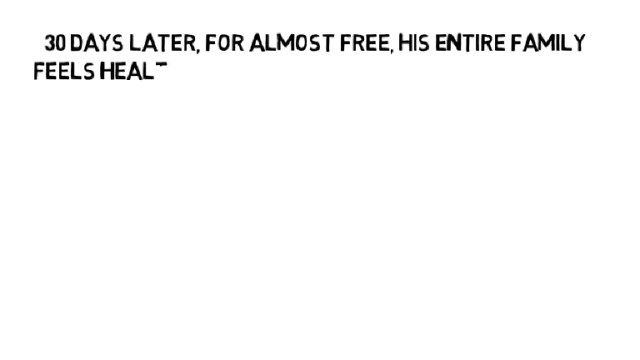 30 DAYS LATER, FOR ALMOST FREE, HIS ENTIRE FAMILY
FEELS HEAL